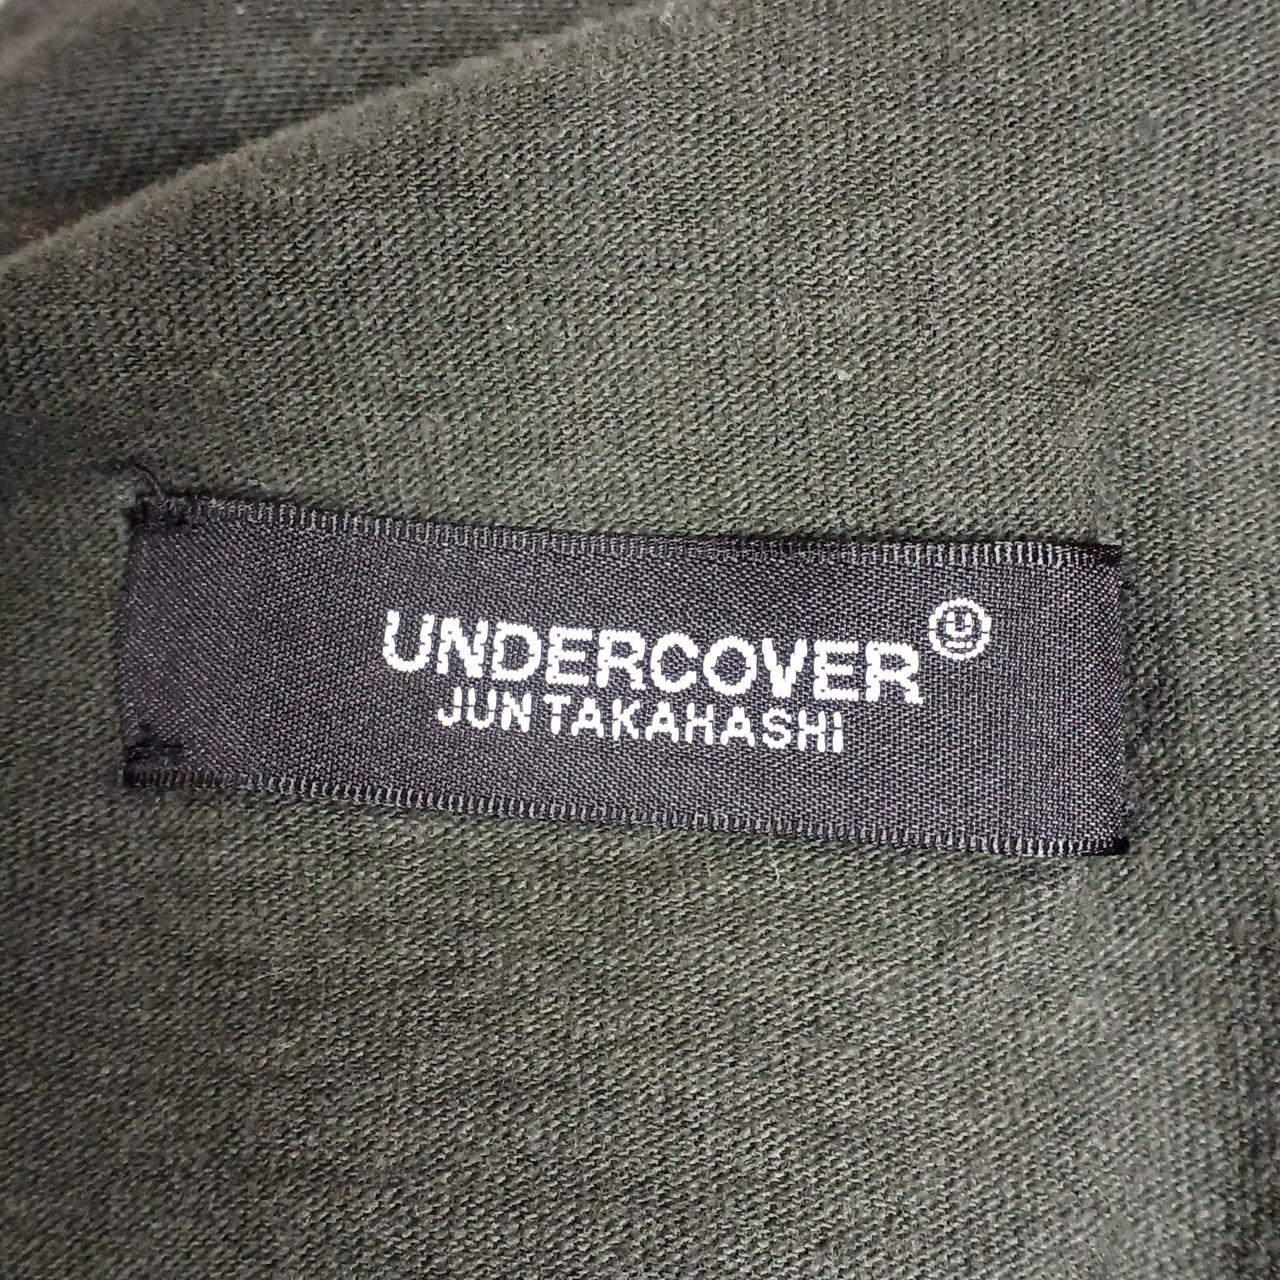 UNDERCOVER Ⓤ
JUN TAKAHASHI